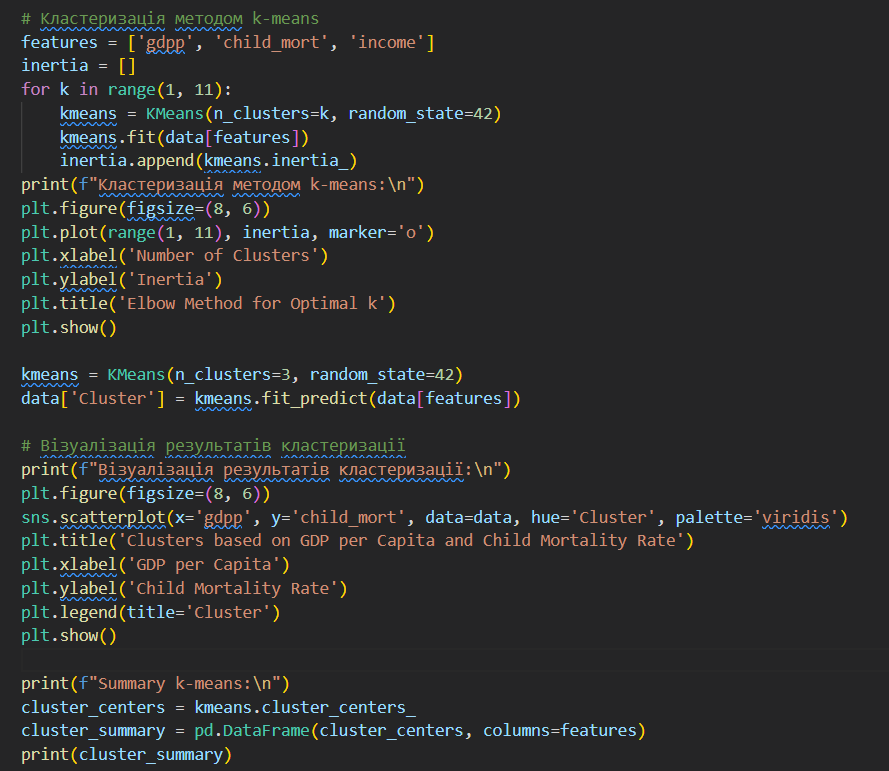 # Кластеризація методом k-means
features = ['gdpp', 'child_mort', 'income']
inertia = []
for k in range(1, 11):
    kmeans = KMeans(n_clusters=k, random_state=42)
    kmeans.fit(data[features])
    inertia.append(kmeans.inertia_)
print(f"Кластеризація методом k-means:\n")
plt.figure(figsize=(8, 6))
plt.plot(range(1, 11), inertia, marker='o')
plt.xlabel('Number of Clusters')
plt.ylabel('Inertia')
plt.title('Elbow Method for Optimal k')
plt.show()

kmeans = KMeans(n_clusters=3, random_state=42)
data['Cluster'] = kmeans.fit_predict(data[features])

# Візуалізація результатів кластеризації
print(f"Візуалізація результатів кластеризації:\n")
plt.figure(figsize=(8, 6))
sns.scatterplot(x='gdpp', y='child_mort', data=data, hue='Cluster', palette='viridis')
plt.title('Clusters based on GDP per Capita and Child Mortality Rate')
plt.xlabel('GDP per Capita')
plt.ylabel('Child Mortality Rate')
plt.legend(title='Cluster')
plt.show()

print(f"Summary k-means:\n")
cluster_centers = kmeans.cluster_centers_
cluster_summary = pd.DataFrame(cluster_centers, columns=features)
print(cluster_summary)